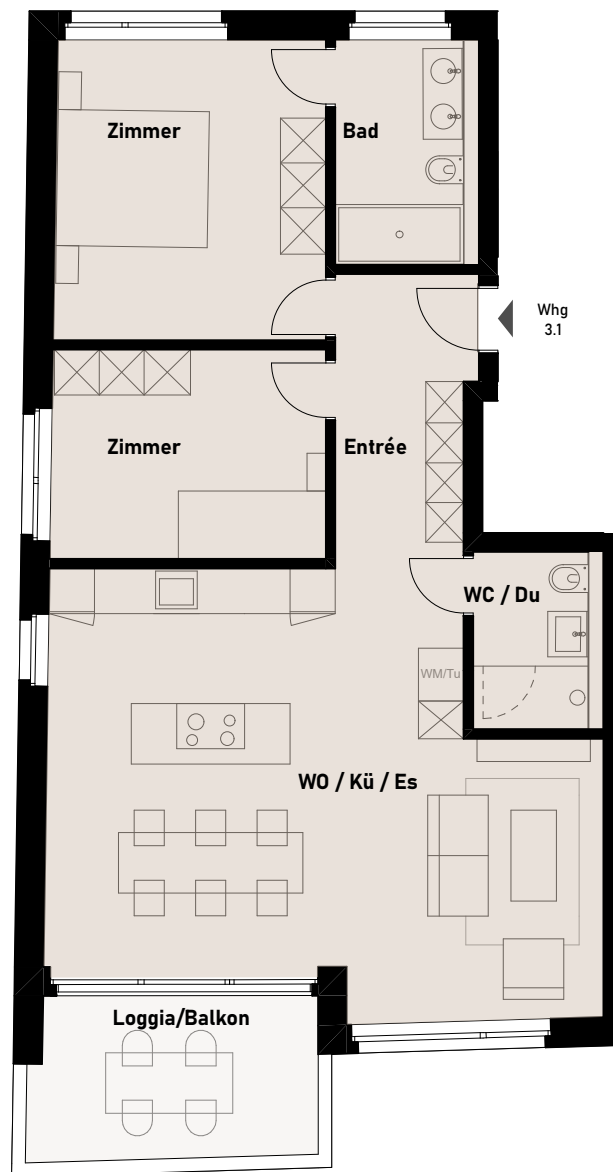 Zimmer
Bad
Whg
3.1
Zimmer
Entrée
WC / Du
WM/Tu
WO / Kü / Es
Loggia/Balkon